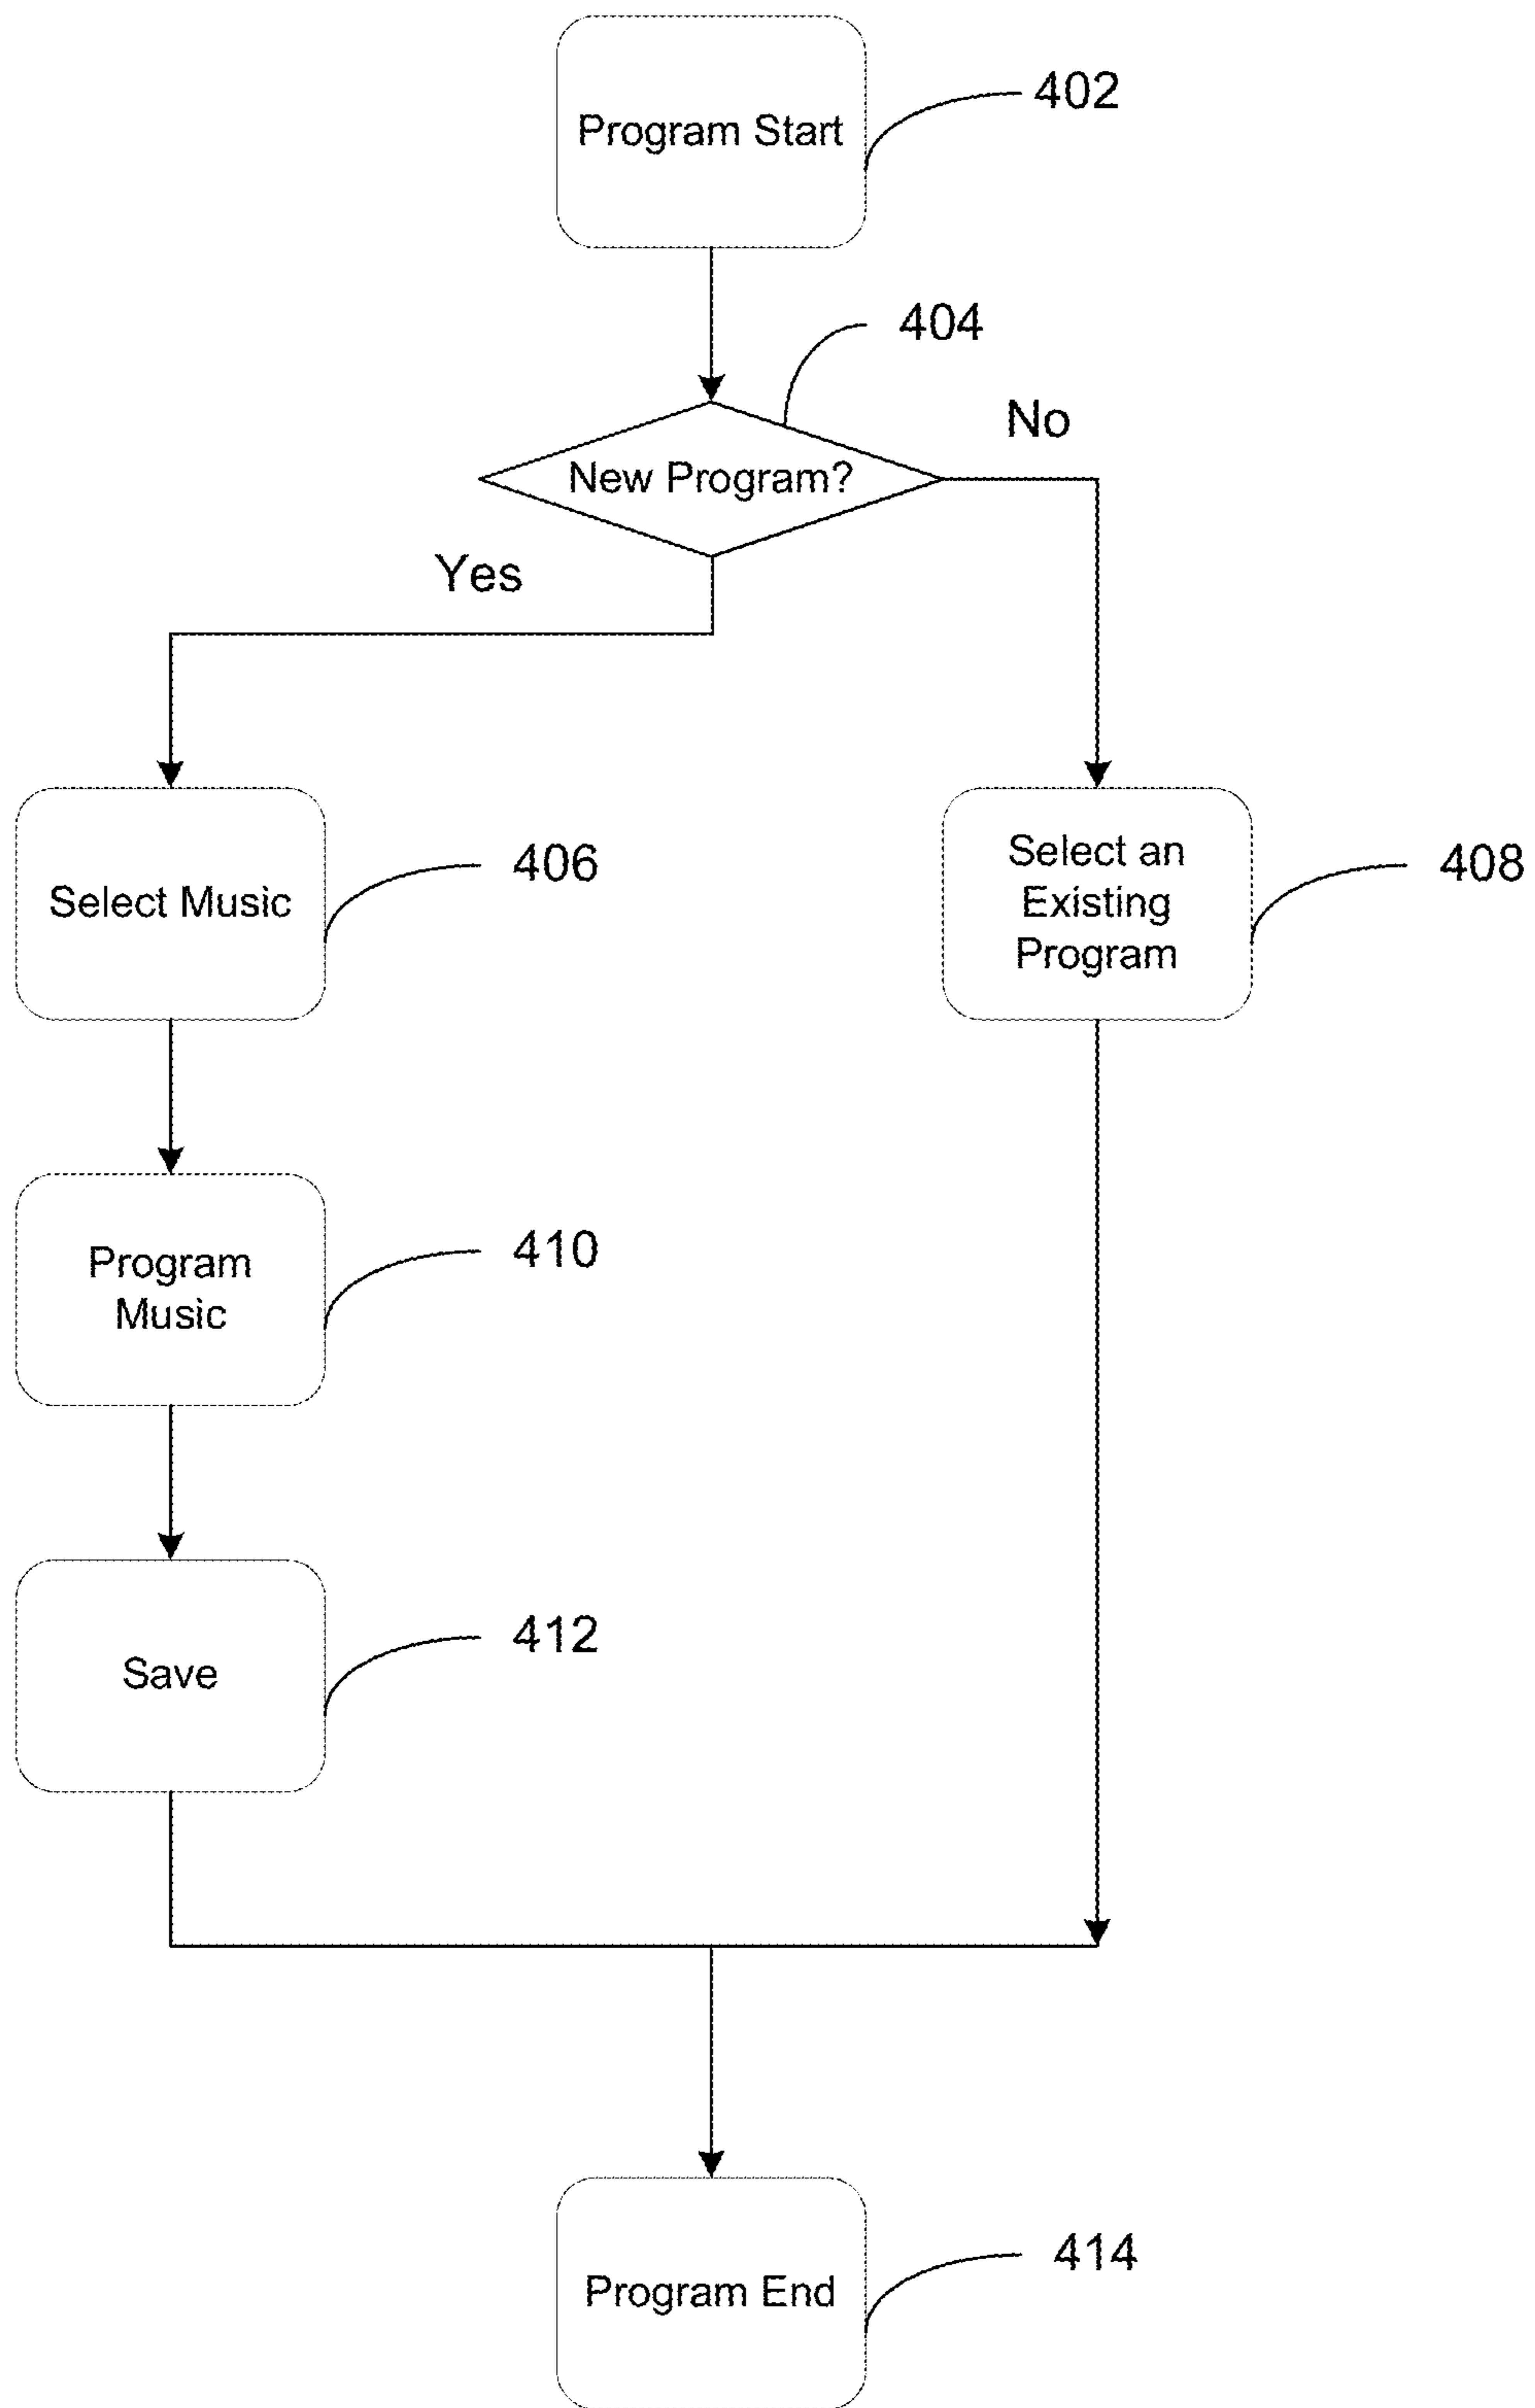 Program Start
402
404
New Program?
No
Yes
Select Music
406
Select an
Existing
Program
408
Program
Music
410
Save
412
Program End
414